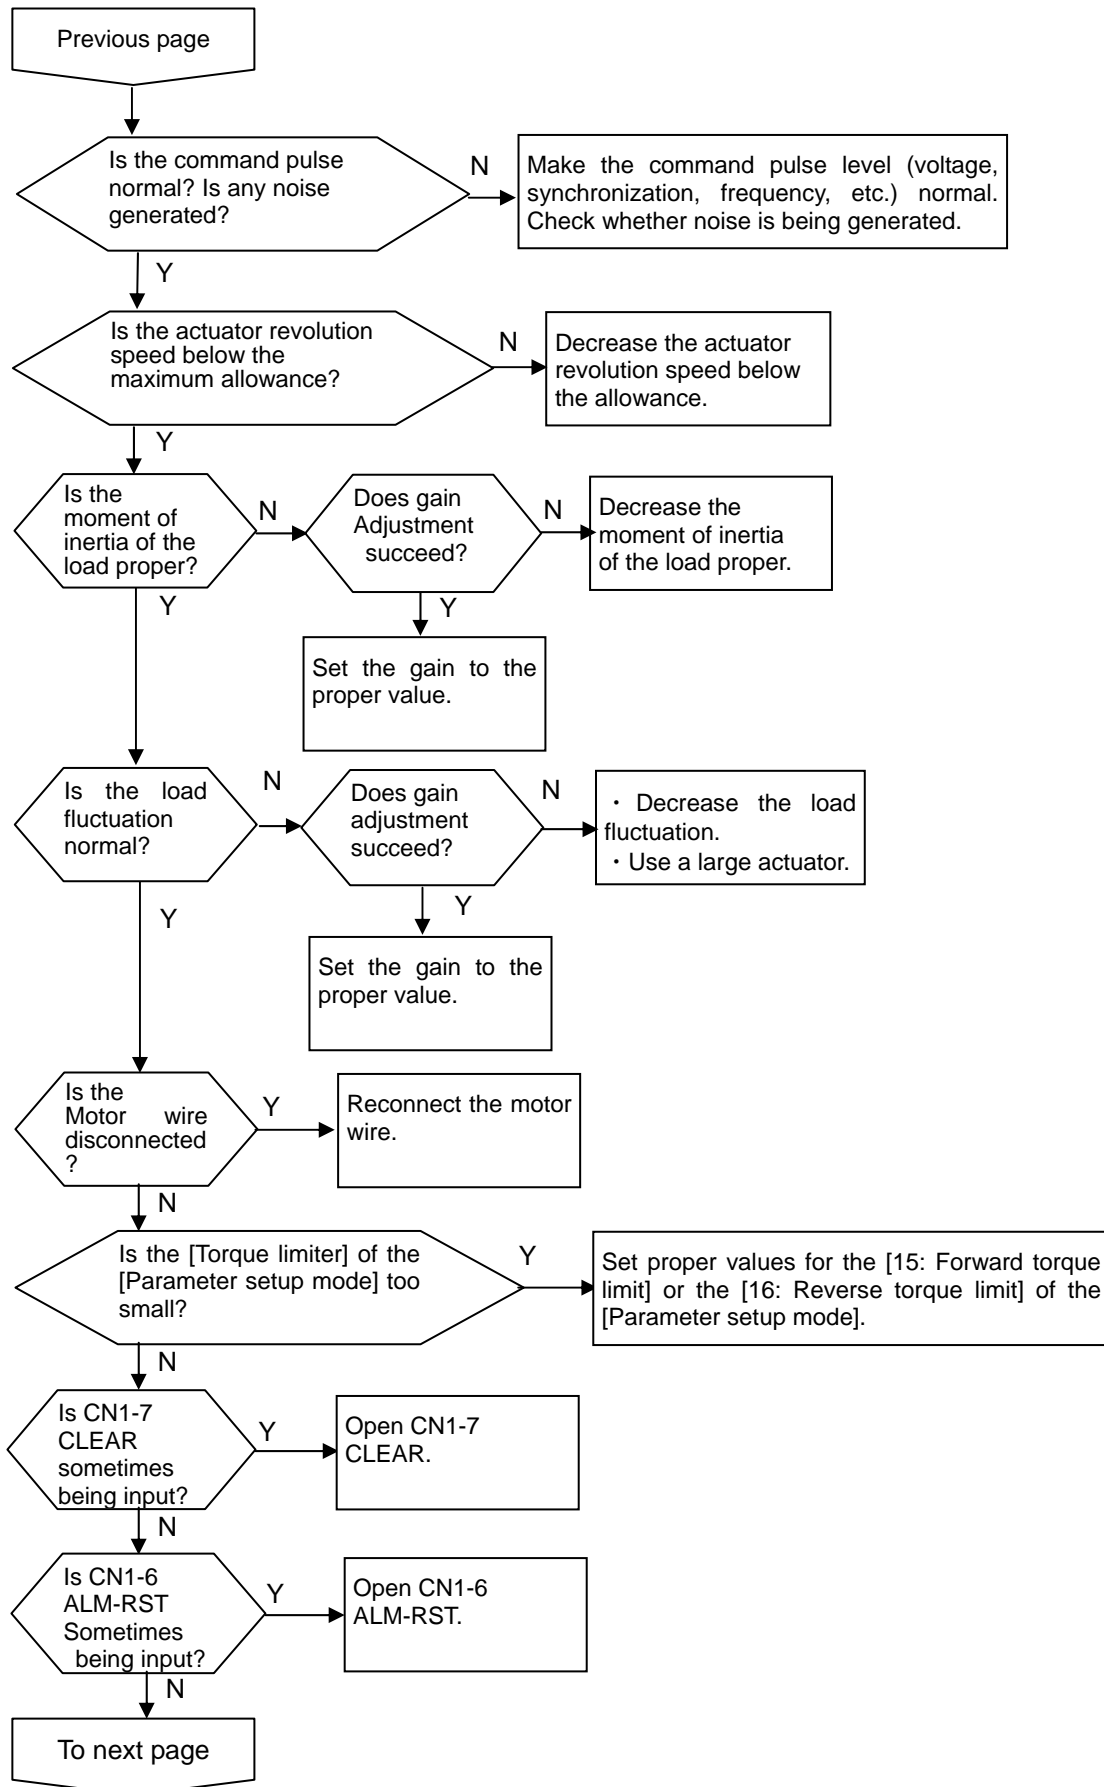 Previous page
Is the command pulse
normal? Is any noise
generated?
N
Make the command pulse level (voltage,
synchronization, frequency, etc.) normal.
Check whether noise is being generated.
Y
Is the actuator revolution
speed below the
maximum allowance?
N
Decrease the actuator
revolution speed below
the allowance.
Y
Is the
moment of
inertia of the
load proper?
N
Does gain
Adjustment
succeed?
N
Decrease the
moment of inertia
of the load proper.
Y
Y
Set the gain to the
proper value.
Is the load
fluctuation
normal?
N
Does gain
adjustment
succeed?
N
・Decrease the load
fluctuation.
・Use a large actuator.
Y
Y
Set the gain to the
proper value.
Is the
Motor wire
disconnected
?
Y
Reconnect the motor
wire.
N
Is the [Torque limiter] of the
[Parameter setup mode] too
small?
Y
Set proper values for the [15: Forward torque
limit] or the [16: Reverse torque limit] of the
[Parameter setup mode].
N
Is CN1-7
CLEAR
sometimes
being input?
Y
Open CN1-7
CLEAR.
N
Is CN1-6
ALM-RST
Sometimes
being input?
Y
Open CN1-6
ALM-RST.
N
To next page